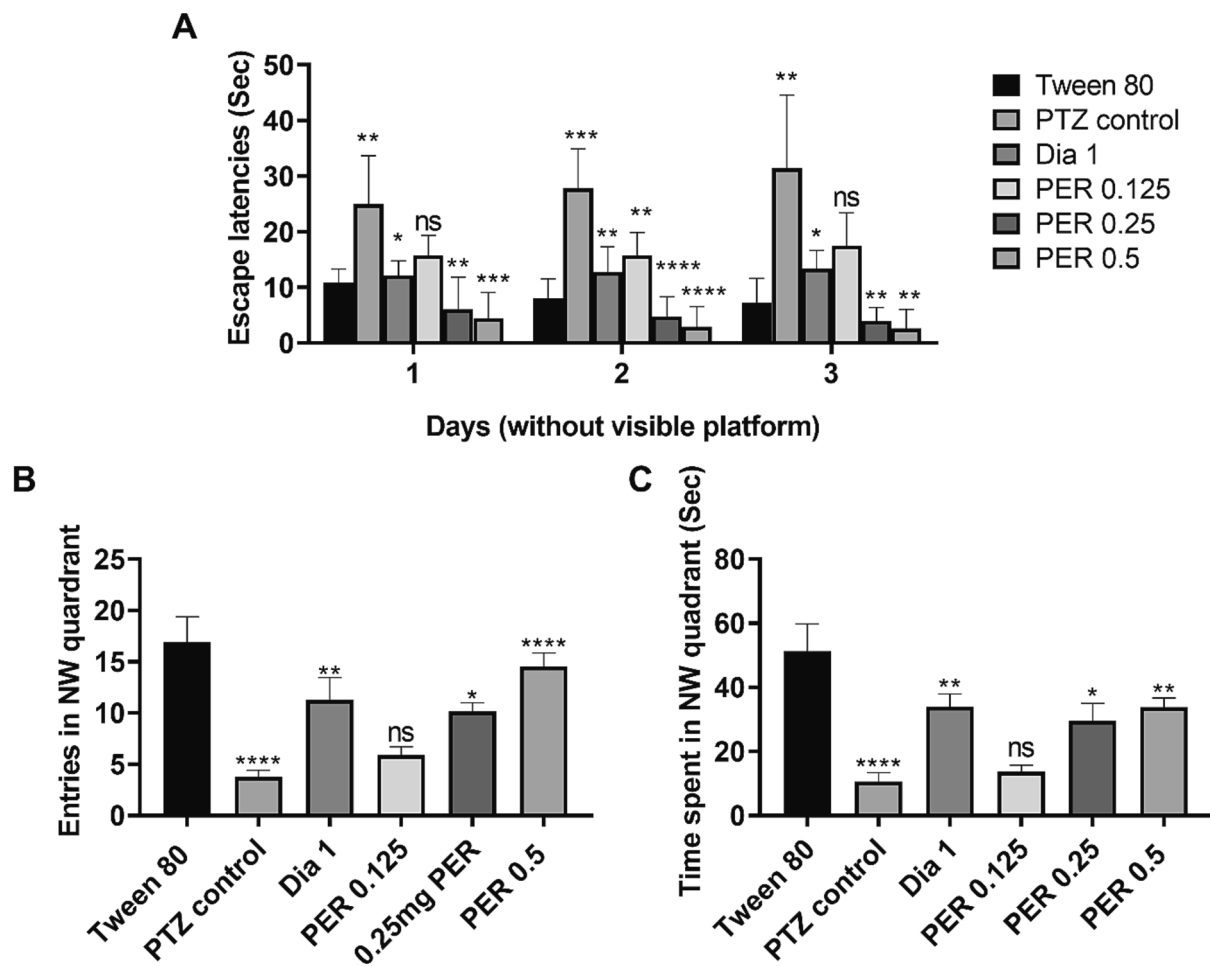 A
Escape latencies (Sec)
50
40
30
20
10
0
**
*
ns
**
***
***
**
**
****
****
**
*
ns
**
**
1
2
3
Days (without visible platform)
Tween 80
PTZ control
Dia 1
PER 0.125
PER 0.25
PER 0.5
B
Entries in NW quardrant
25
20
15
10
5
0
****
**
ns
*
****
Tween 80
PTZ control
Dia 1
PER 0.125
0.25mg PER
PER 0.5
C
Time spent in NW quadrant (Sec)
80
60
40
20
0
****
**
ns
*
**
Tween 80
PTZ control
Dia 1
PER 0.125
PER 0.25
PER 0.5